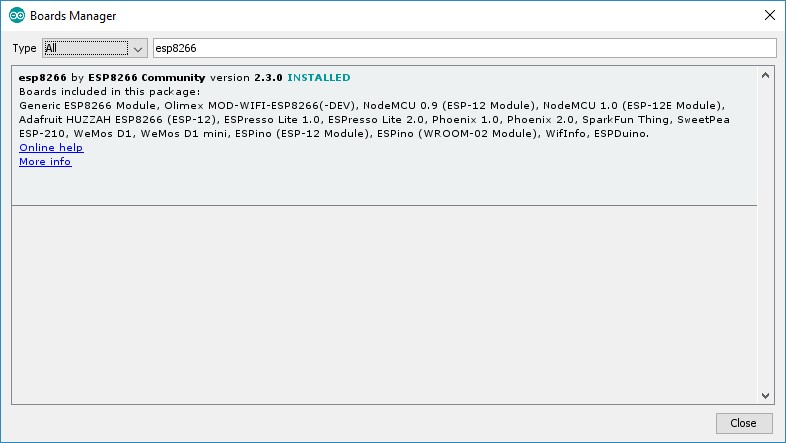 Boards Manager
Type All esp8266
esp8266 by ESP8266 Community version 2.3.0 INSTALLED
Boards included in this package:
Generic ESP8266 Module, Olimex MOD-WIFI-ESP8266(-DEV), NodeMCU 0.9 (ESP-12 Module), NodeMCU 1.0 (ESP-12E Module),
Adafruit HUZZAH ESP8266 (ESP-12), ESPresso Lite 1.0, ESPresso Lite 2.0, Phoenix 1.0, Phoenix 2.0, SparkFun Thing, SweetPea
ESP-210, WeMos D1, WeMos D1 mini, ESPino (ESP-12 Module), ESPino (WROOM-02 Module), WifInfo, ESPDuino.
Online help
More info
Close